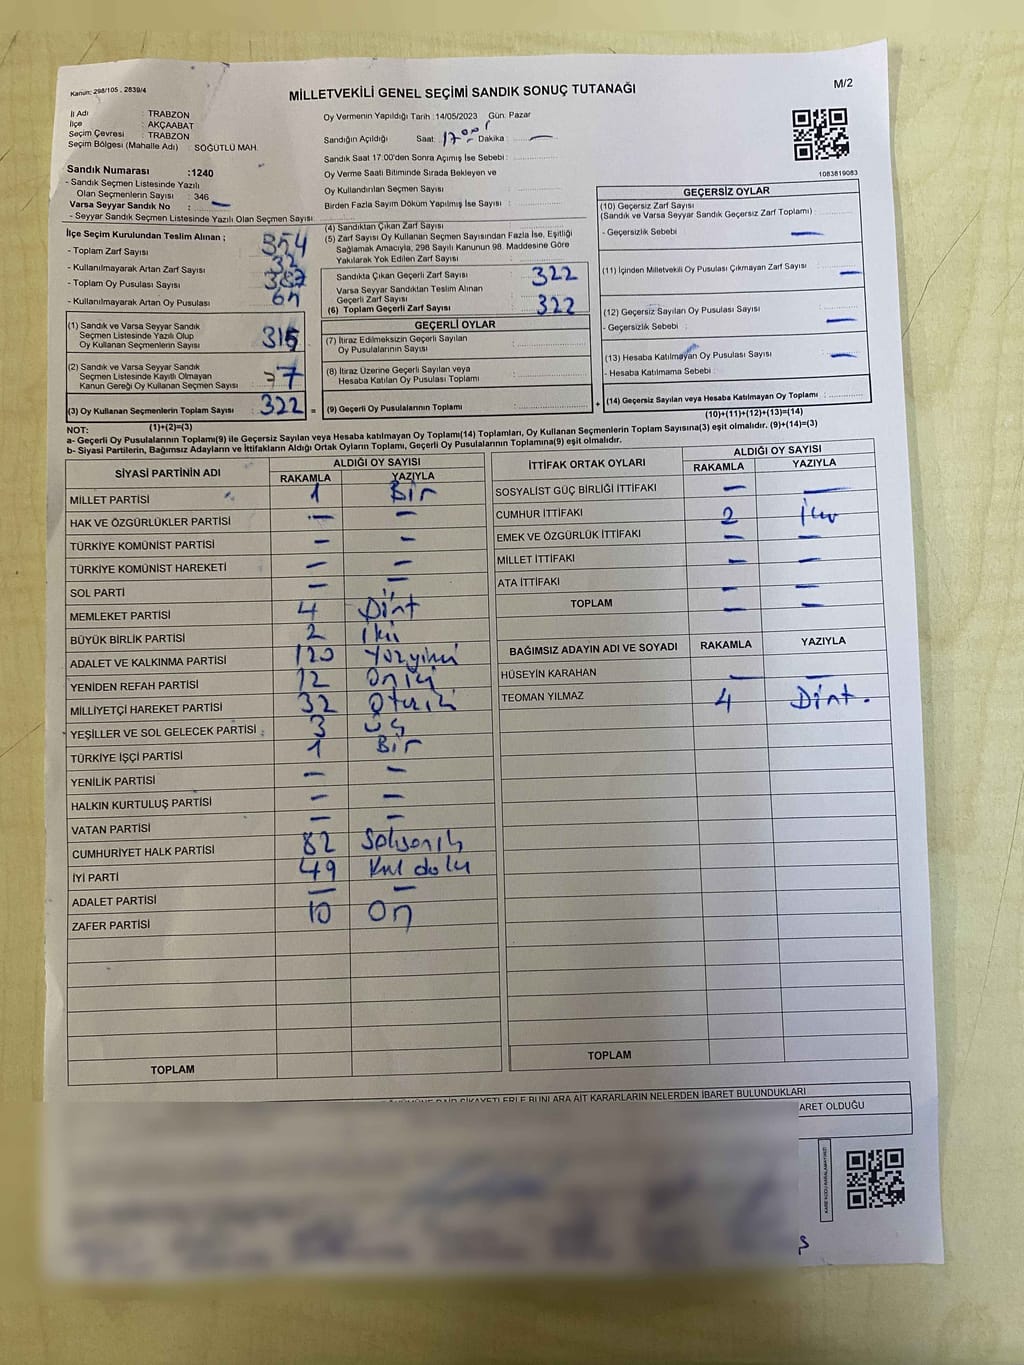 Kanun: 298/105 , 2839/4
MİLLETVEKİLİ GENEL SEÇİMİ SANDIK SONUÇ TUTANAĞI
M/2
İl Adı : TRABZON
İlçe : AKÇAABAT
Seçim Çevresi : TRABZON
Seçim Bölgesi (Mahalle Adı) : SOĞUTLÜ MAH.
Sandık Numarası :1240
- Sandık Seçmen Listesinde Yazılı
Olan Seçmenlerin Sayısı : 346
Varsa Seyyar Sandık No : —
- Seyyar Sandık Seçmen Listesinde Yazılı Olan Seçmen Sayısı
Oy Vermenin Yapıldığı Tarih :14/05/2023 Gün: Pazar
Sandığın Açıldığı Saat: 17 Dakika —
Sandık Saat 17:00'den Sonra Açımış İse Sebebi :
Oy Verme Saati Bitiminde Sırada Bekleyen ve
Oy Kullandırılan Seçmen Sayısı
Birden Fazla Sayım Döküm Yapılmış İse Sayısı :
1083819083
İlçe Seçim Kurulundan Teslim Alınan ;
- Toplam Zarf Sayısı 354
- Kullanılmayarak Artan Zarf Sayısı 32
- Toplam Oy Pusulası Sayısı
- Kullanılmayarak Artan Oy Pusulası
(1) Sandık ve Varsa Seyyar Sandık
Seçmen Listesinde Yazılı Olup
Oy Kullanan Seçmenlerin Sayısı 315
(2) Sandık ve Varsa Seyyar Sandık
Seçmen Listesinde Kayıtlı Olmayan
Kanun Gereği Oy Kullanan Seçmen Sayısı 7
(3) Oy Kullanan Seçmenlerin Toplam Sayısı 322 =
(1)+(2)=(3)
(4) Sandıktan Çıkan Zarf Sayısı
(5) Zarf Sayısı Oy Kullanan Seçmen Sayısından Fazla İse, Eşitliği
Sağlamak Amacıyla, 298 Sayılı Kanunun 98. Maddesine Göre
Yakılarak Yok Edilen Zarf Sayısı
Sandıkta Çıkan Geçerli Zarf Sayısı 322
Varsa Seyyar Sandıktan Teslim Alınan
Geçerli Zarf Sayısı
(6) Toplam Geçerli Zarf Sayısı 322
GEÇERLİ OYLAR
(7) İtiraz Edilmeksizin Geçerli Sayılan
Oy Pusulalarının Sayısı
(8) İtiraz Üzerine Geçerli Sayılan veya
Hesaba Katılan Oy Pusulası Toplamı
(9) Geçerli Oy Pusulalarının Toplamı +
GEÇERSİZ OYLAR
(10) Geçersiz Zarf Sayısı
(Sandık ve Varsa Seyyar Sandık Geçersiz Zarf Toplamı) :
- Geçersizlik Sebebi : —
(11) İçinden Milletvekili Oy Pusulası Çıkmayan Zarf Sayısı : —
(12) Geçersiz Sayılan Oy Pusulası Sayısı :
- Geçersizlik Sebebi : —
(13) Hesaba Katılmayan Oy Pusulası Sayısı : —
- Hesaba Katılmama Sebebi :
(14) Geçersiz Sayılan veya Hesaba Katılmayan Oy Toplamı :
(10)+(11)+(12)+(13)=(14)
NOT:
a- Geçerli Oy Pusulalarının Toplamı(9) ile Geçersiz Sayılan veya Hesaba katılmayan Oy Toplamı(14) Toplamları, Oy Kullanan Seçmenlerin Toplam Sayısına(3) eşit olmalıdır. (9)+(14)=(3)
b- Siyasi Partilerin, Bağımsız Adayların ve İttifakların Aldığı Ortak Oyların Toplamı, Geçerli Oy Pusulalarının Toplamına(9) eşit olmalıdır.
SİYASİ PARTİNİN ADI ALDIĞI OY SAYISI
RAKAMLA YAZIYLA
MİLLET PARTİSİ 1 Bir
HAK VE ÖZGÜRLÜKLER PARTİSİ — —
TÜRKİYE KOMÜNİST PARTİSİ — —
TÜRKİYE KOMÜNİST HAREKETİ — —
SOL PARTİ — —
MEMLEKET PARTİSİ 4 Dört
BÜYÜK BİRLİK PARTİSİ 2 İki
ADALET VE KALKINMA PARTİSİ 120 Yüzyirmi
YENİDEN REFAH PARTİSİ 12 Oniki
MİLLİYETÇİ HAREKET PARTİSİ 32 Otuziki
YEŞİLLER VE SOL GELECEK PARTİSİ 3 Üç
TÜRKİYE İŞÇİ PARTİSİ 1 Bir
YENİLİK PARTİSİ — —
HALKIN KURTULUŞ PARTİSİ — —
VATAN PARTİSİ — —
CUMHURİYET HALK PARTİSİ 82 Sekseniki
İYİ PARTİ 49 Kırkdokuz
ADALET PARTİSİ — —
ZAFER PARTİSİ 10 On
TOPLAM
İTTİFAK ORTAK OYLARI ALDIĞI OY SAYISI
RAKAMLA YAZIYLA
SOSYALİST GÜÇ BİRLİĞİ İTTİFAKI — —
CUMHUR İTTİFAKI 2 İki
EMEK VE ÖZGÜRLÜK İTTİFAKI — —
MİLLET İTTİFAKI — —
ATA İTTİFAKI — —
TOPLAM — —
BAĞIMSIZ ADAYIN ADI VE SOYADI RAKAMLA YAZIYLA
HÜSEYİN KARAHAN — —
TEOMAN YILMAZ 4 Dört.
TOPLAM
ARET OLDUĞU